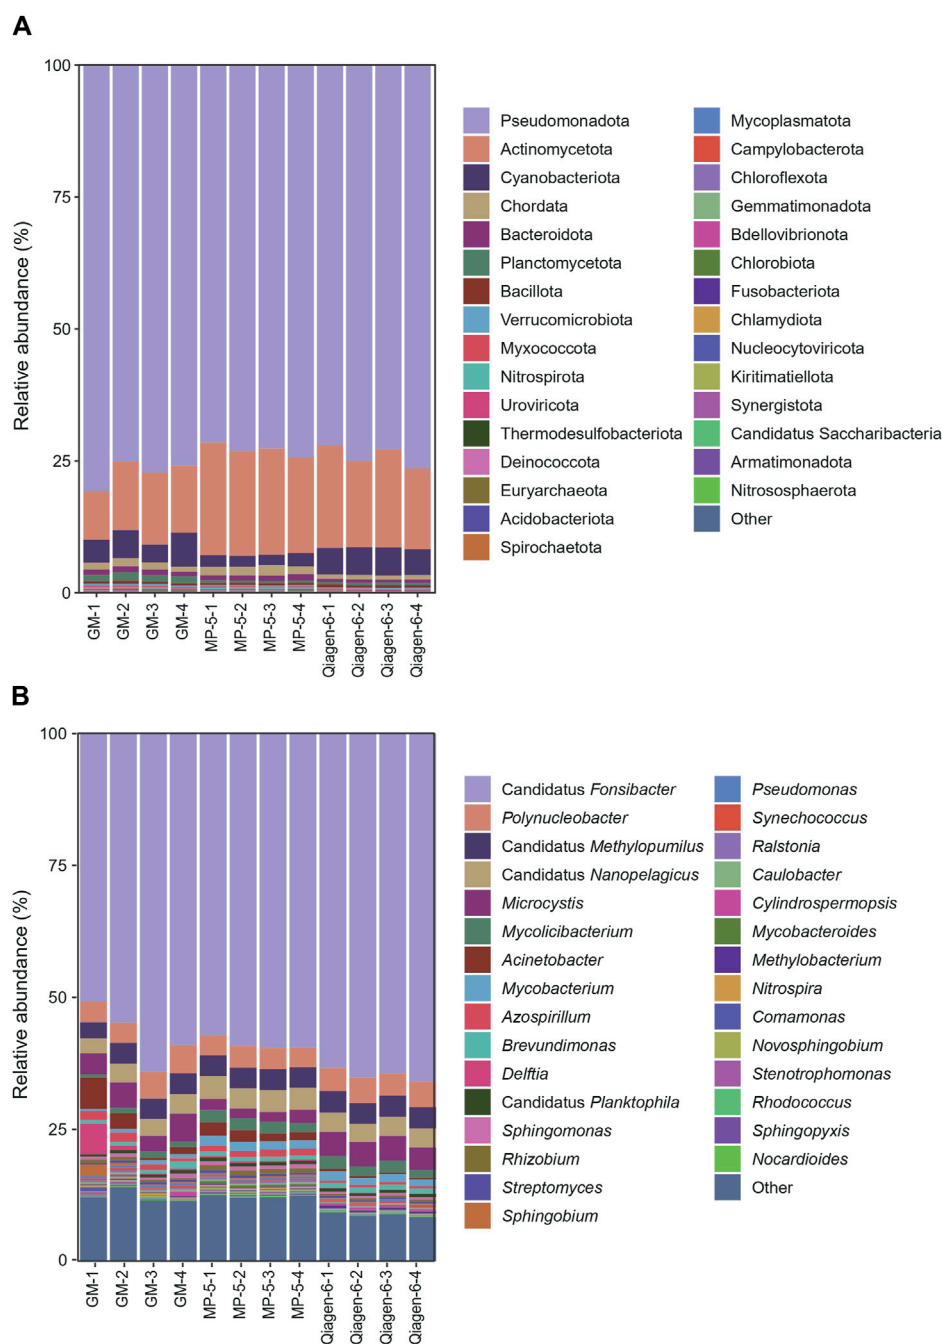 A
Relative abundance (%)
100
75
50
25
0
GM-1
GM-2
GM-3
GM-4
MP-5-1
MP-5-2
MP-5-3
MP-5-4
Qiagen-6-1
Qiagen-6-2
Qiagen-6-3
Qiagen-6-4
Pseudomonadota
Actinomycetota
Cyanobacteriota
Chordata
Bacteroidota
Planctomycetota
Bacillota
Verrucomicrobiota
Myxococcota
Nitrospirota
Uroviricota
Thermodesulfobacteriota
Deinococcota
Euryarchaeota
Acidobacteriota
Spirochaetota
Mycoplasmatota
Campylobacterota
Chloroflexota
Gemmatimonadota
Bdellovibrionota
Chlorobiota
Fusobacteriota
Chlamydiota
Nucleocytoviricota
Kiritimatiellota
Synergistota
Candidatus Saccharibacteria
Armatimonadota
Nitrososphaerota
Other
B
Relative abundance (%)
100
75
50
25
0
GM-1
GM-2
GM-3
GM-4
MP-5-1
MP-5-2
MP-5-3
MP-5-4
Qiagen-6-1
Qiagen-6-2
Qiagen-6-3
Qiagen-6-4
Candidatus Fonsibacter
Polynucleobacter
Candidatus Methylopumilus
Candidatus Nanopelagicus
Microcystis
Mycolicibacterium
Acinetobacter
Mycobacterium
Azospirillum
Brevundimonas
Delftia
Candidatus Planktophila
Sphingomonas
Rhizobium
Streptomyces
Sphingobium
Pseudomonas
Synechococcus
Ralstonia
Caulobacter
Cylindrospermopsis
Mycobacteroides
Methylobacterium
Nitrospira
Comamonas
Novosphingobium
Stenotrophomonas
Rhodococcus
Sphingopyxis
Nocardioides
Other